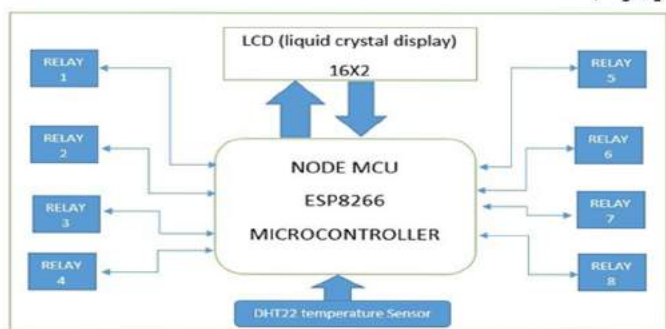 LCD (liquid crystal display)
16X2
RELAY
1
RELAY
2
RELAY
3
RELAY
4
NODE MCU
ESP8266
MICROCONTROLLER
RELAY
5
RELAY
6
RELAY
7
RELAY
8
DHT22 temperature Sensor